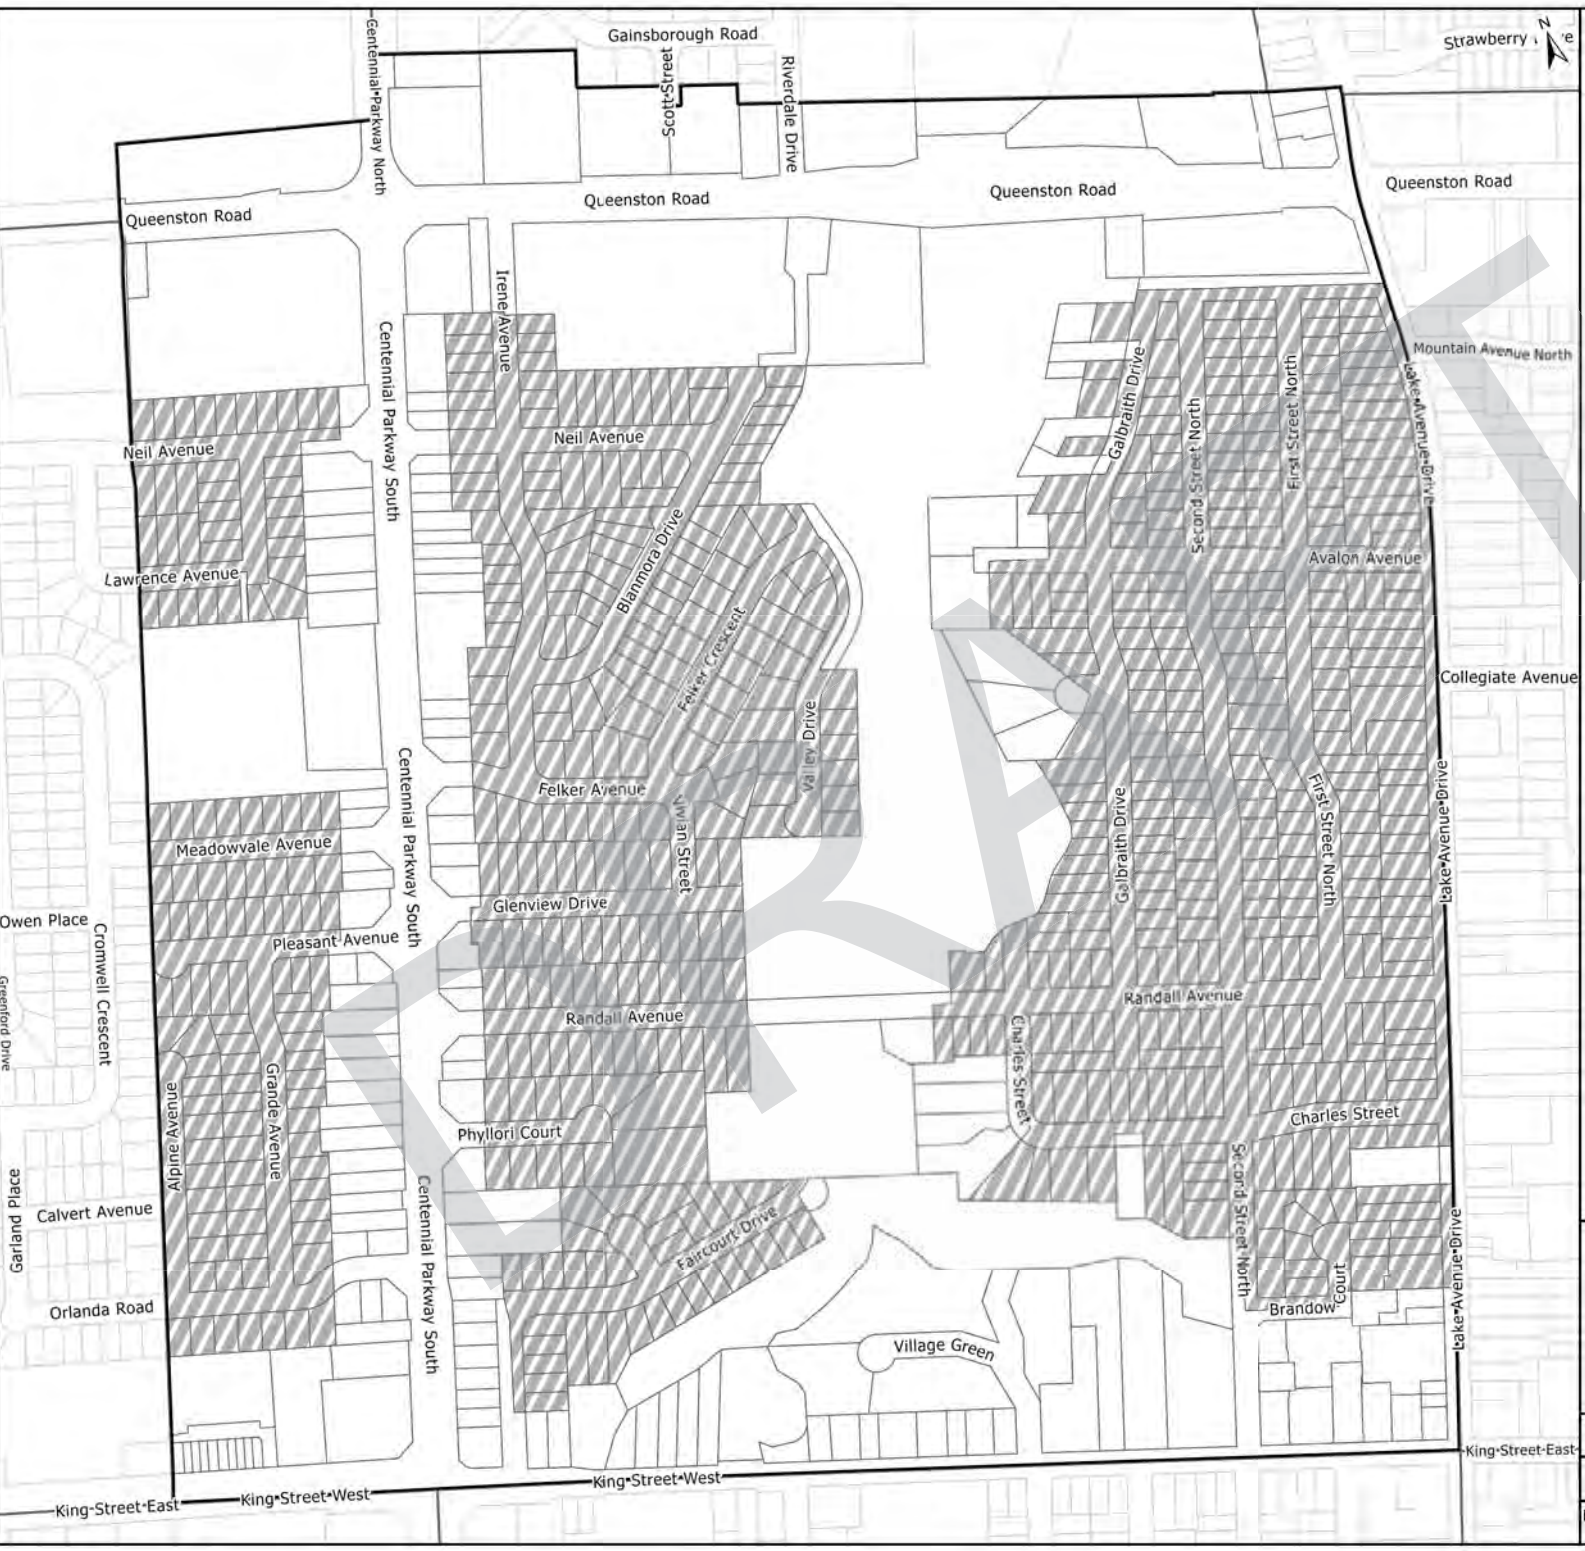 Gainsborough Road
Strawberry
N
Centennial Parkway North
Scott Street
Riverdale Drive
Queenston Road
Queenston Road
Queenston Road
Queenston Road
Irene Avenue
Centennial Parkway South
Mountain Avenue North
Galbraith Drive
Second Street North
First Street North
Lake Avenue Drive
Neil Avenue
Neil Avenue
Blanmora Drive
Avalon Avenue
Lawrence Avenue
Felker Crescent
Collegiate Avenue
Valley Drive
Centennial Parkway South
Felker Avenue
Vivian Street
Galbraith Drive
First Street North
Lake Avenue Drive
Meadowvale Avenue
Owen Place
Glenview Drive
Cromwell Crescent
Pleasant Avenue
Greenford Drive
Randall Avenue
Randall Avenue
Charles Street
Alpine Avenue
Grande Avenue
Phyllori Court
Charles Street
Garland Place
Calvert Avenue
Centennial Parkway South
Faircourt Drive
Second Street North
Lake Avenue Drive
Orlanda Road
Brandow Court
Village Green
King Street East
King Street West
King Street West
King Street East
DRA